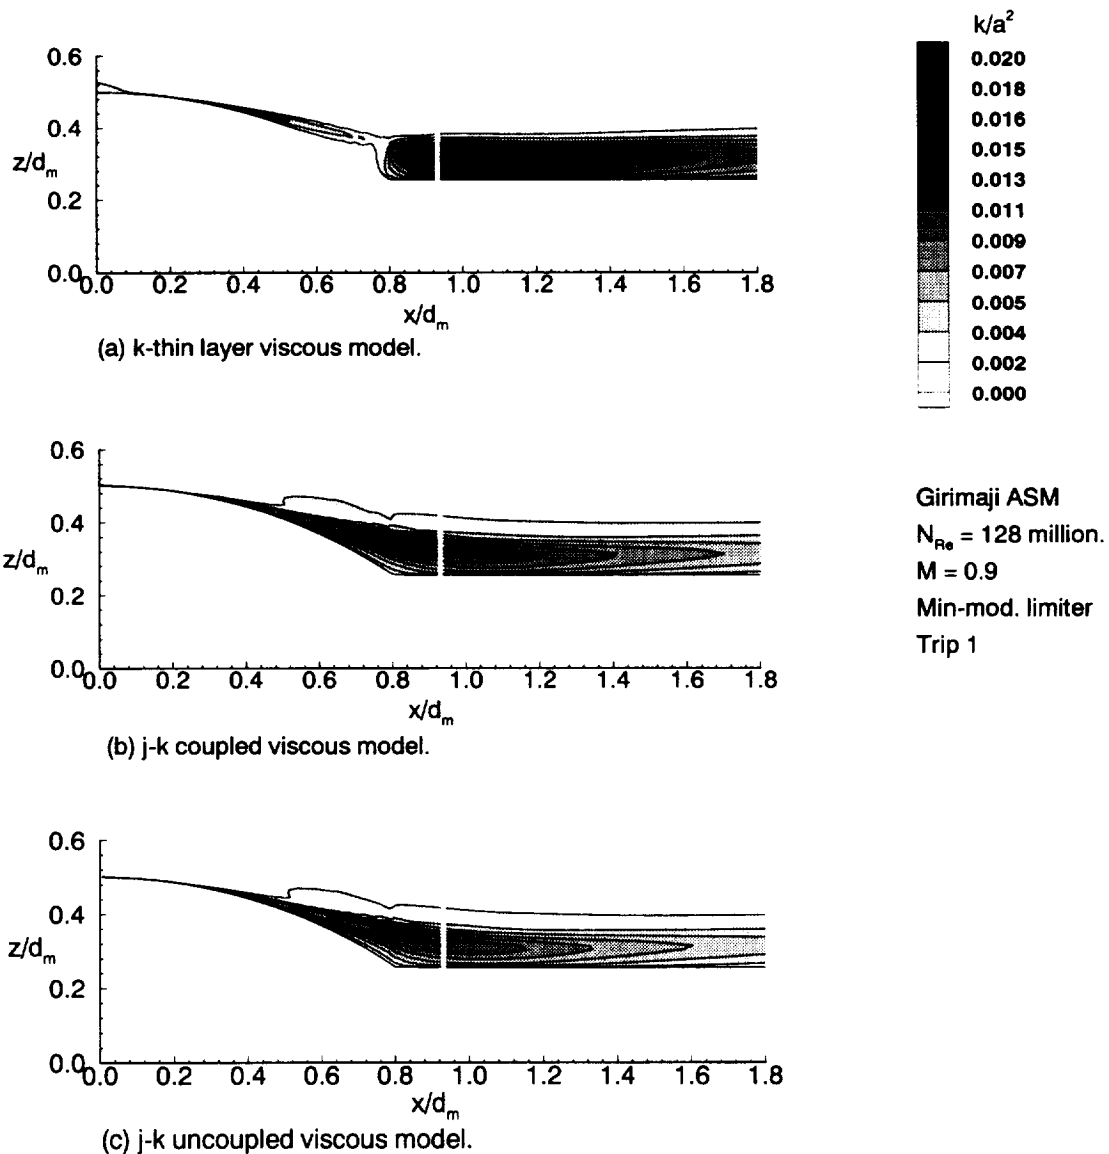 k/a²
0.020
0.018
0.016
0.015
0.013
0.011
0.009
0.007
0.005
0.004
0.002
0.000
0.6
0.4
z/dₘ
0.2
0.0
0.0 0.2 0.4 0.6 0.8 1.0 1.2 1.4 1.6 1.8
x/dₘ
(a) k-thin layer viscous model.
0.6
0.4
z/dₘ
0.2
0.0
0.0 0.2 0.4 0.6 0.8 1.0 1.2 1.4 1.6 1.8
x/dₘ
(b) j-k coupled viscous model.
Girimaji ASM
N_Re = 128 million.
M = 0.9
Min-mod. limiter
Trip 1
0.6
0.4
z/dₘ
0.2
0.0
0.0 0.2 0.4 0.6 0.8 1.0 1.2 1.4 1.6 1.8
x/dₘ
(c) j-k uncoupled viscous model.